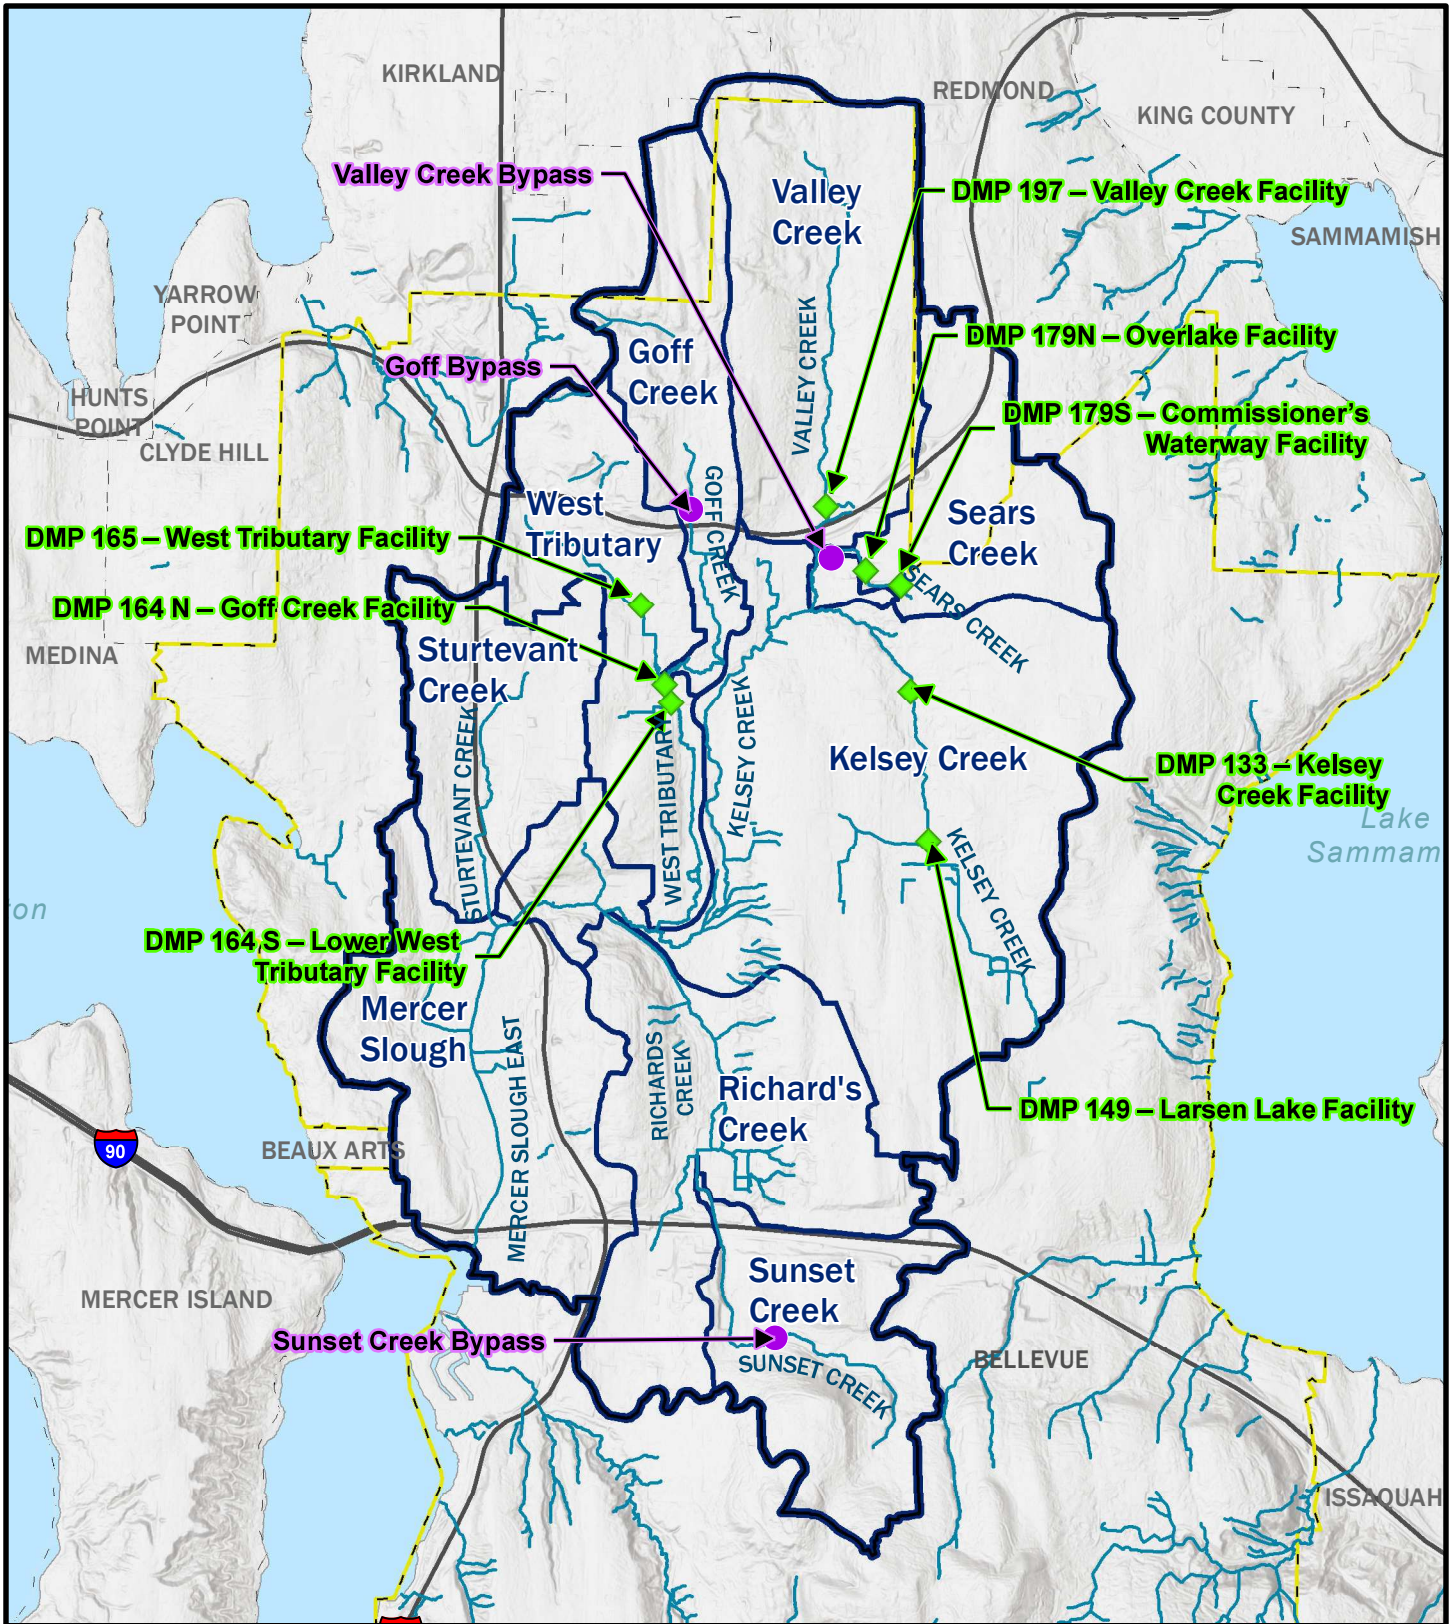 KIRKLAND
REDMOND
KING COUNTY
Valley Creek Bypass
Valley
Creek
DMP 197 – Valley Creek Facility
SAMMAMISH
YARROW
POINT
VALLEY CREEK
DMP 179N – Overlake Facility
Goff
Creek
Goff Bypass
HUNTS
POINT
CLYDE HILL
DMP 179S – Commissioner's
Waterway Facility
GOFF CREEK
West
Tributary
Sears
Creek
DMP 165 – West Tributary Facility
SEARS CREEK
DMP 164 N – Goff Creek Facility
MEDINA
Sturtevant
Creek
STURTEVANT CREEK
WEST TRIBUTARY
KELSEY CREEK
Kelsey Creek
DMP 133 – Kelsey
Creek Facility
Lake
Sammam
KELSEY CREEK
ron
DMP 164 S – Lower West
Tributary Facility
Mercer
Slough
MERCER SLOUGH EAST
RICHARDS
CREEK
Richard's
Creek
DMP 149 – Larsen Lake Facility
90
BEAUX ARTS
MERCER ISLAND
Sunset
Creek
Sunset Creek Bypass
SUNSET CREEK
BELLEVUE
ISSAQUAH